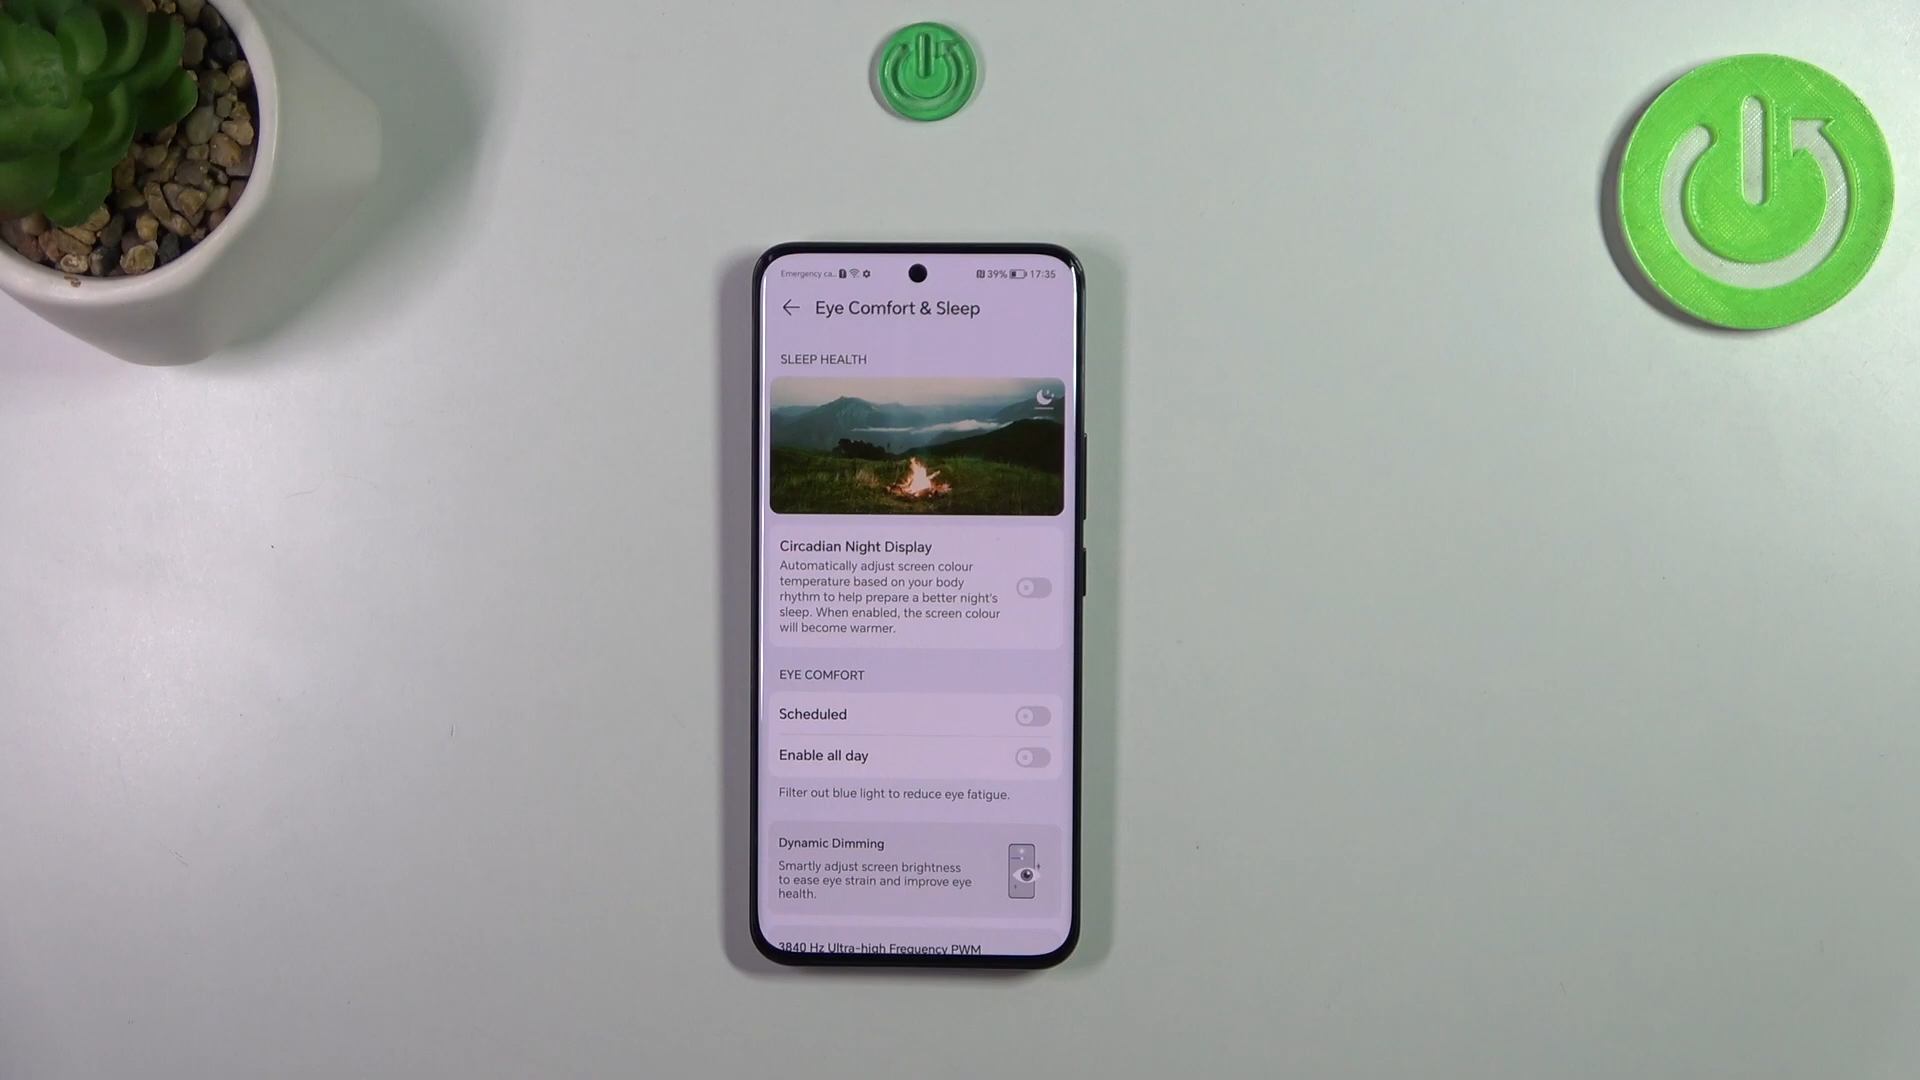 Emergency ca... 39% 17:35
Eye Comfort & Sleep
SLEEP HEALTH
Circadian Night Display
Automatically adjust screen colour
temperature based on your body
rhythm to help prepare a better night's
sleep. When enabled, the screen colour
will become warmer.
EYE COMFORT
Scheduled
Enable all day
Filter out blue light to reduce eye fatigue.
Dynamic Dimming
Smartly adjust screen brightness
to ease eye strain and improve eye
health.
3840 Hz Ultra-high Frequency PWM